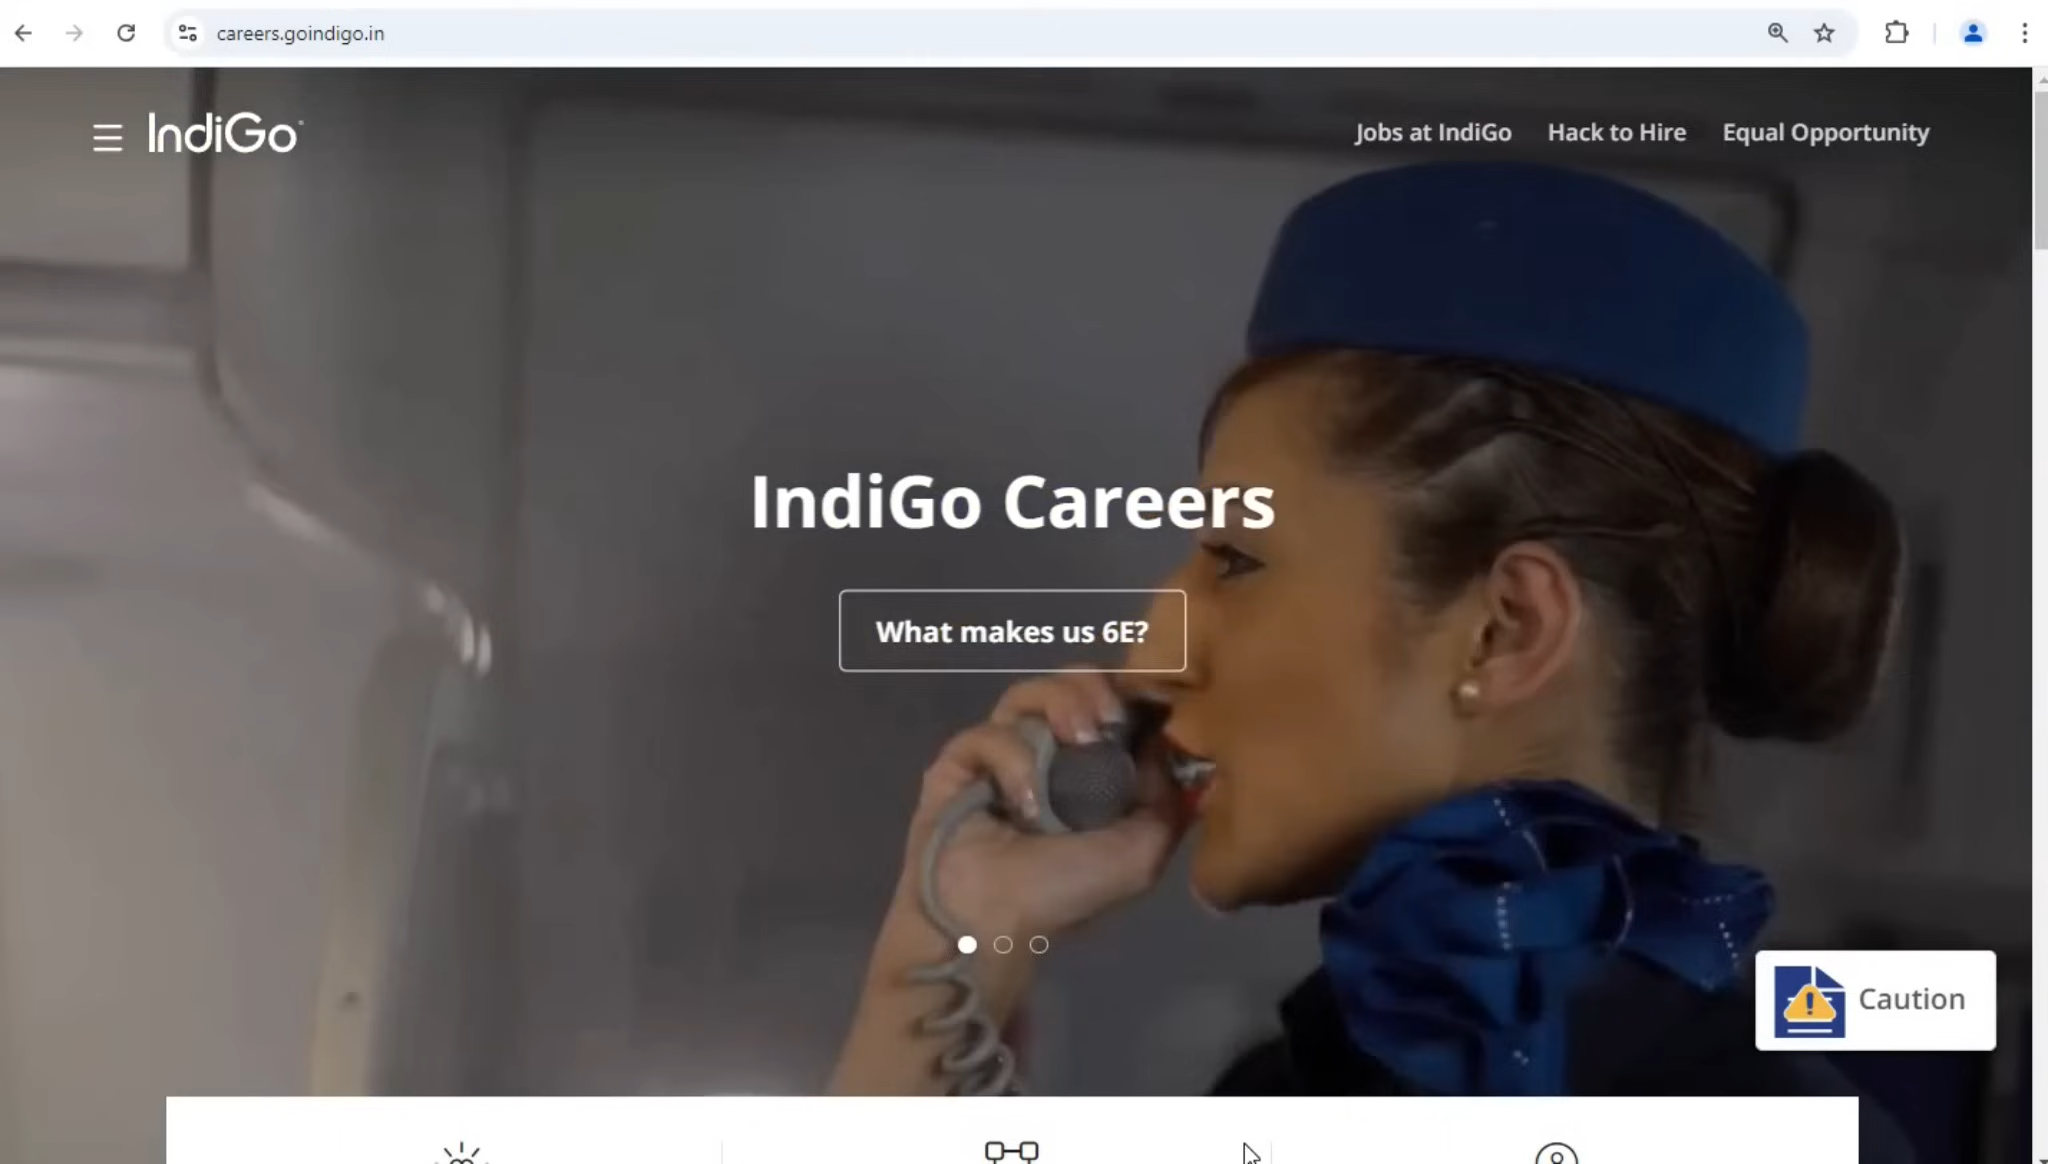 careers.goindigo.in
IndiGo
Jobs at IndiGo
Hack to Hire
Equal Opportunity
IndiGo Careers
What makes us 6E?
Caution